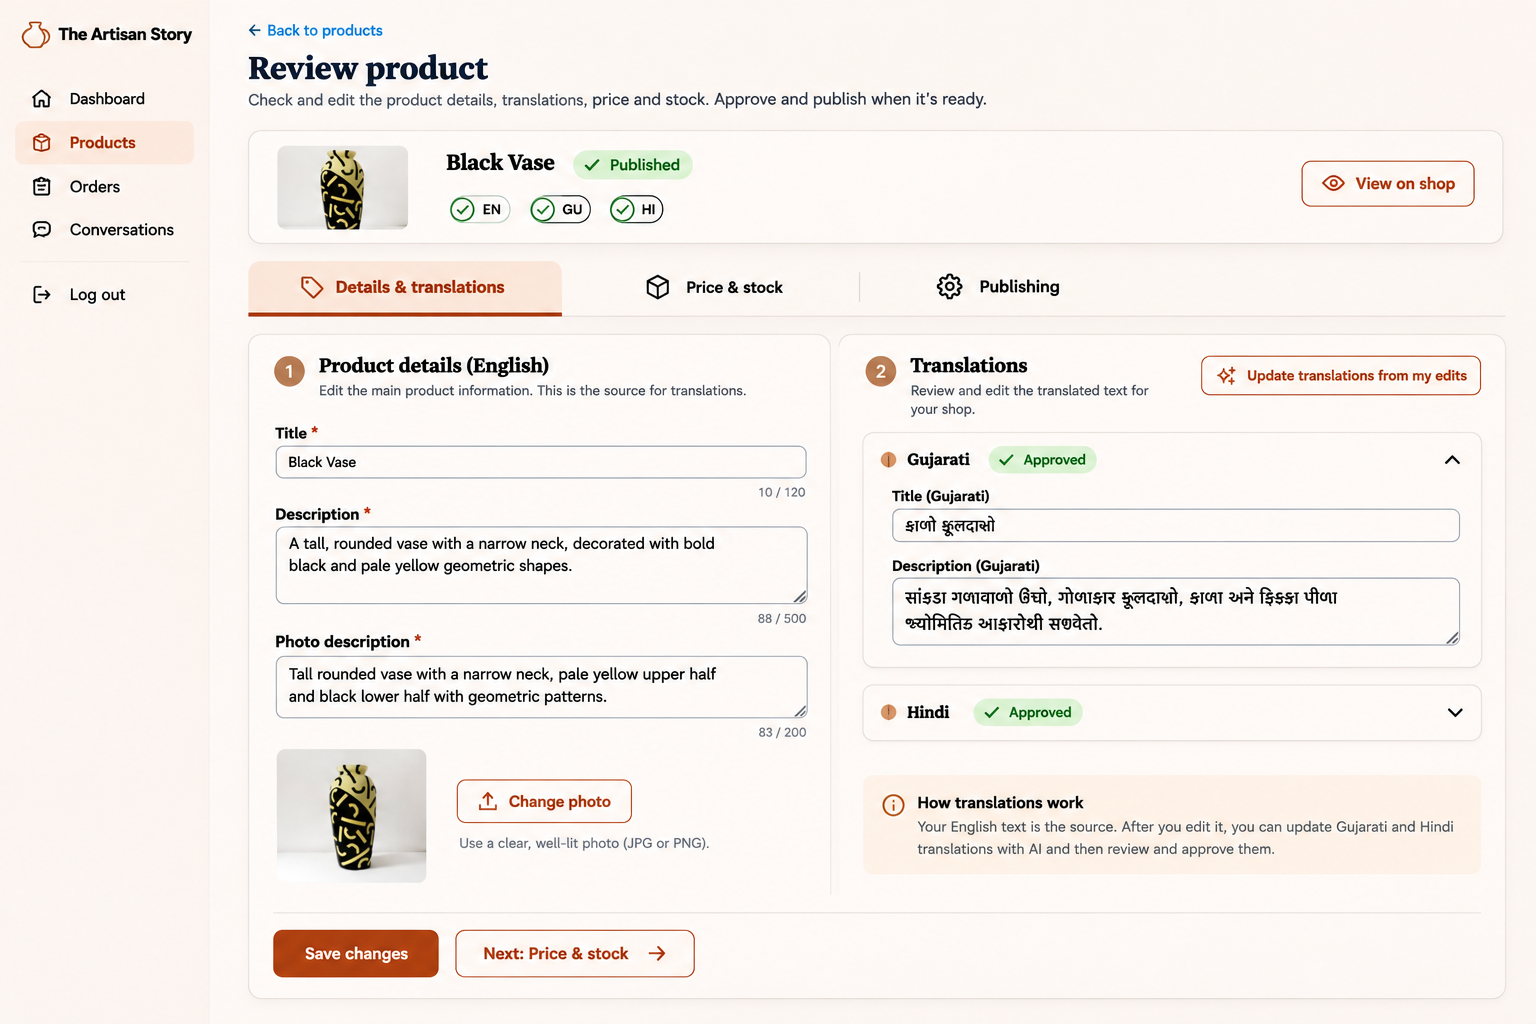 The Artisan Story
Dashboard
Products
Orders
Conversations
Log out
← Back to products
Review product
Check and edit the product details, translations, price and stock. Approve and publish when it's ready.
Black Vase
Published
EN
GU
HI
View on shop
Details & translations
Price & stock
Publishing
1
Product details (English)
Edit the main product information. This is the source for translations.
Title *
Black Vase
10 / 120
Description *
A tall, rounded vase with a narrow neck, decorated with bold
black and pale yellow geometric shapes.
88 / 500
Photo description *
Tall rounded vase with a narrow neck, pale yellow upper half
and black lower half with geometric patterns.
83 / 200
Change photo
Use a clear, well-lit photo (JPG or PNG).
2
Translations
Review and edit the translated text for
your shop.
Update translations from my edits
Gujarati
Approved
Title (Gujarati)
કાળો
Description (Gujarati)
સાંકડા ગળાવાળો ઉંચો, ગોળાકાર કાળા અને પીળા
આકારોથી
Hindi
Approved
How translations work
Your English text is the source. After you edit it, you can update Gujarati and Hindi
translations with AI and then review and approve them.
Save changes
Next: Price & stock →